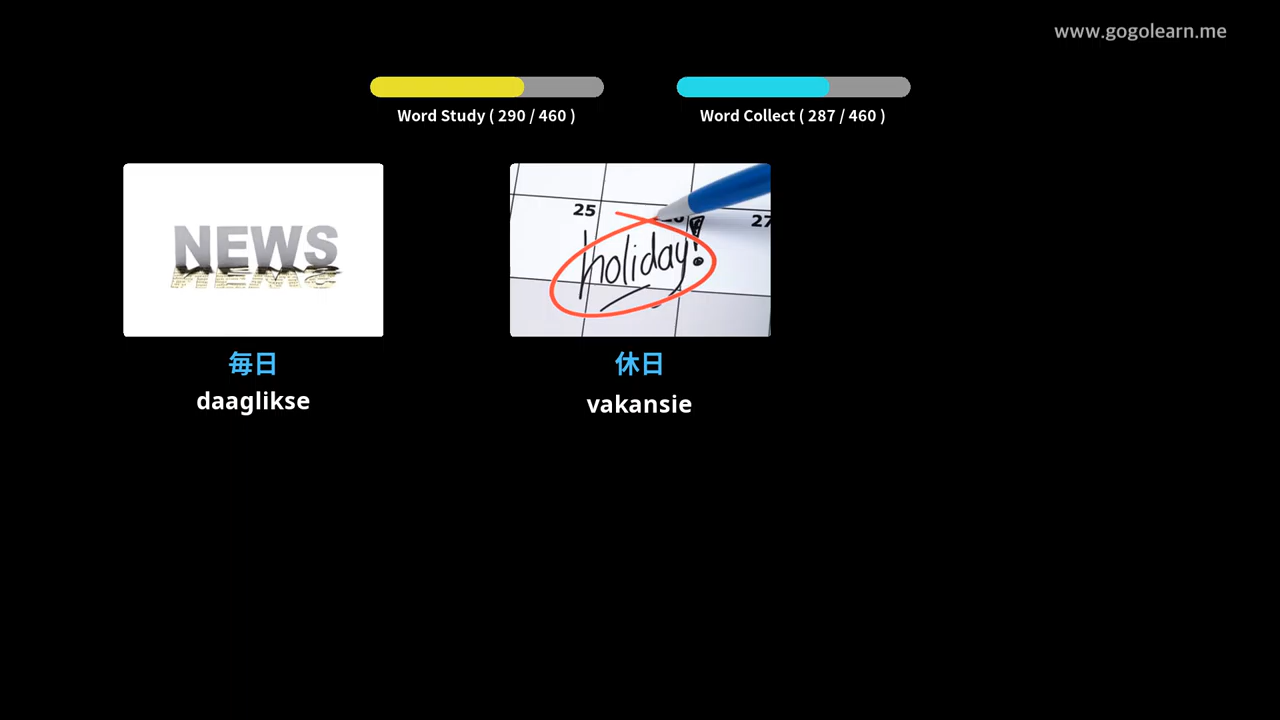 www.gogolearn.me
Word Study ( 290 / 460 )
Word Collect ( 287 / 460 )
NEWS
25
27
holiday!
毎日
休日
daaglikse
vakansie